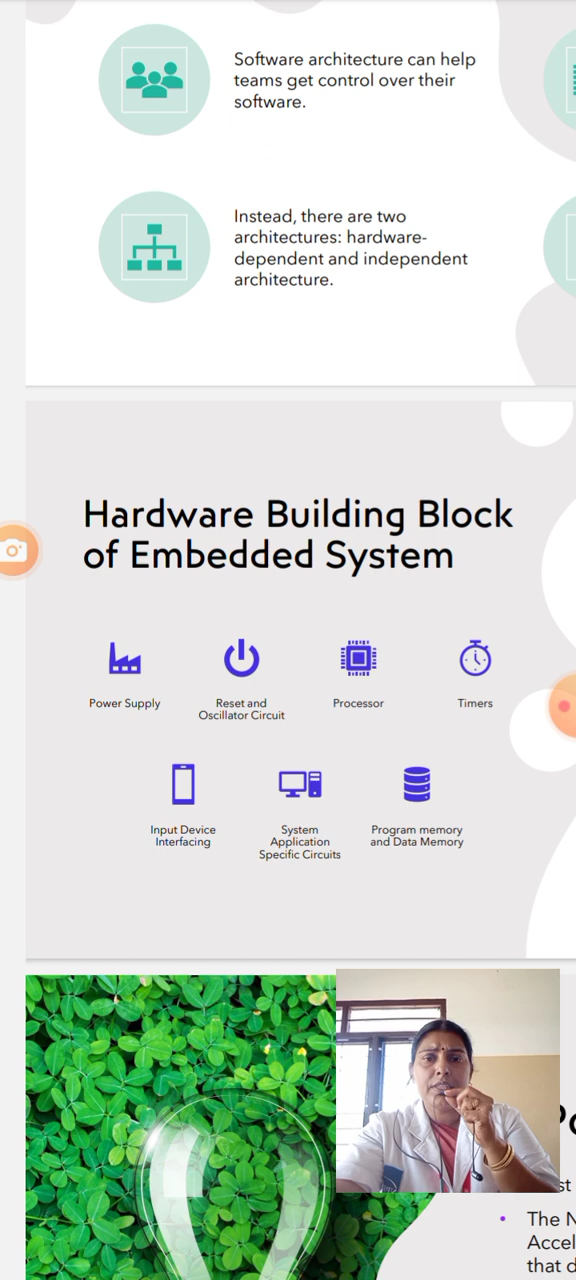 Software architecture can help
teams get control over their
software.
Instead, there are two
architectures: hardware-
dependent and independent
architecture.
Hardware Building Block
of Embedded System
Power Supply
Reset and
Oscillator Circuit
Processor
Timers
Input Device
Interfacing
System
Application
Specific Circuits
Program memory
and Data Memory
The
that